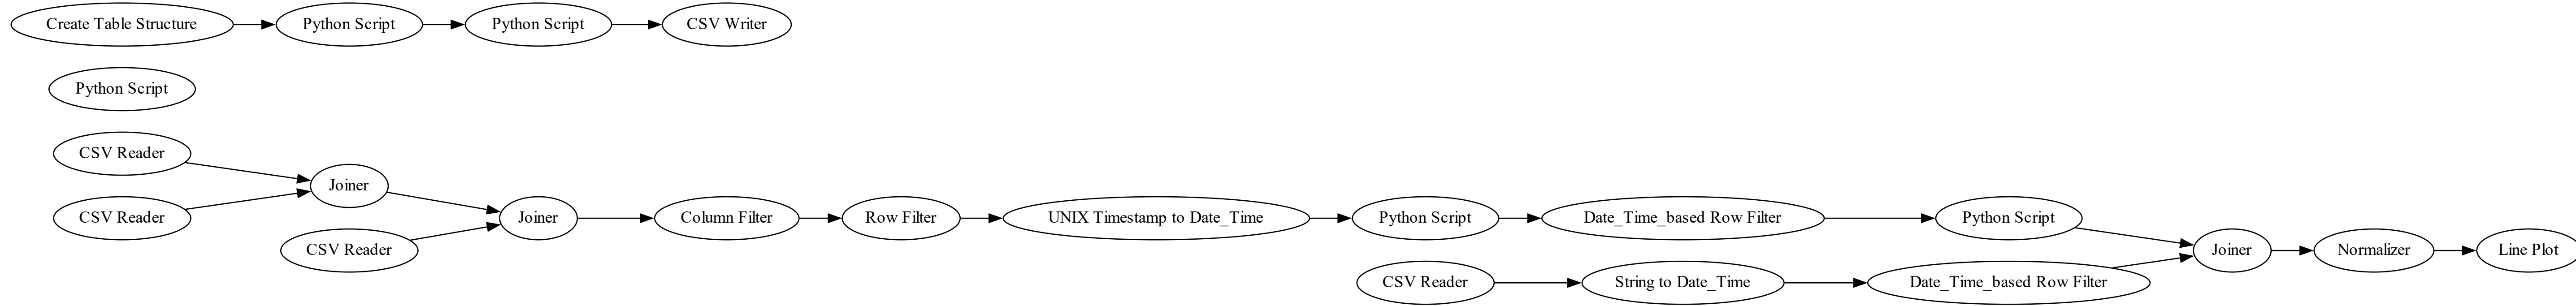 Create Table Structure
Python Script
Python Script
CSV Writer
Python Script
CSV Reader
CSV Reader
Joiner
CSV Reader
Joiner
Column Filter
Row Filter
UNIX Timestamp to Date_Time
Python Script
Date_Time_based Row Filter
Python Script
CSV Reader
String to Date_Time
Date_Time_based Row Filter
Joiner
Normalizer
Line Plot